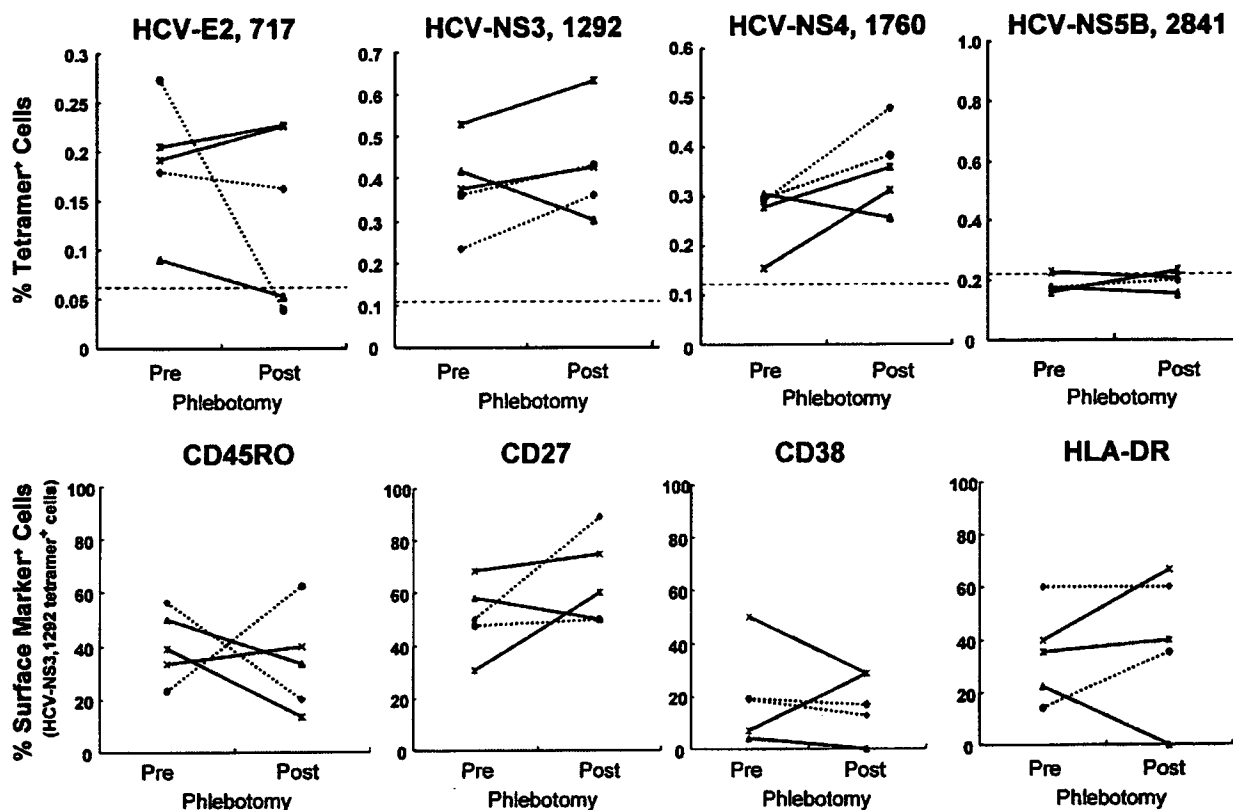 HCV-E2, 717
HCV-NS3, 1292
HCV-NS4, 1760
HCV-NS5B, 2841
% Tetramer⁺ Cells
0.3
0.25
0.2
0.15
0.1
0.05
0
0.7
0.6
0.5
0.4
0.3
0.2
0.1
0
0.6
0.5
0.4
0.3
0.2
0.1
0
1.0
0.8
0.6
0.4
0.2
0
Pre Post
Pre Post
Pre Post
Pre Post
Phlebotomy
Phlebotomy
Phlebotomy
Phlebotomy
CD45RO
CD27
CD38
HLA-DR
% Surface Marker⁺ Cells
(HCV-NS3,1292 tetramer⁺ cells)
100
80
60
40
20
0
100
80
60
40
20
0
100
80
60
40
20
0
100
80
60
40
20
0
Pre Post
Pre Post
Pre Post
Pre Post
Phlebotomy
Phlebotomy
Phlebotomy
Phlebotomy